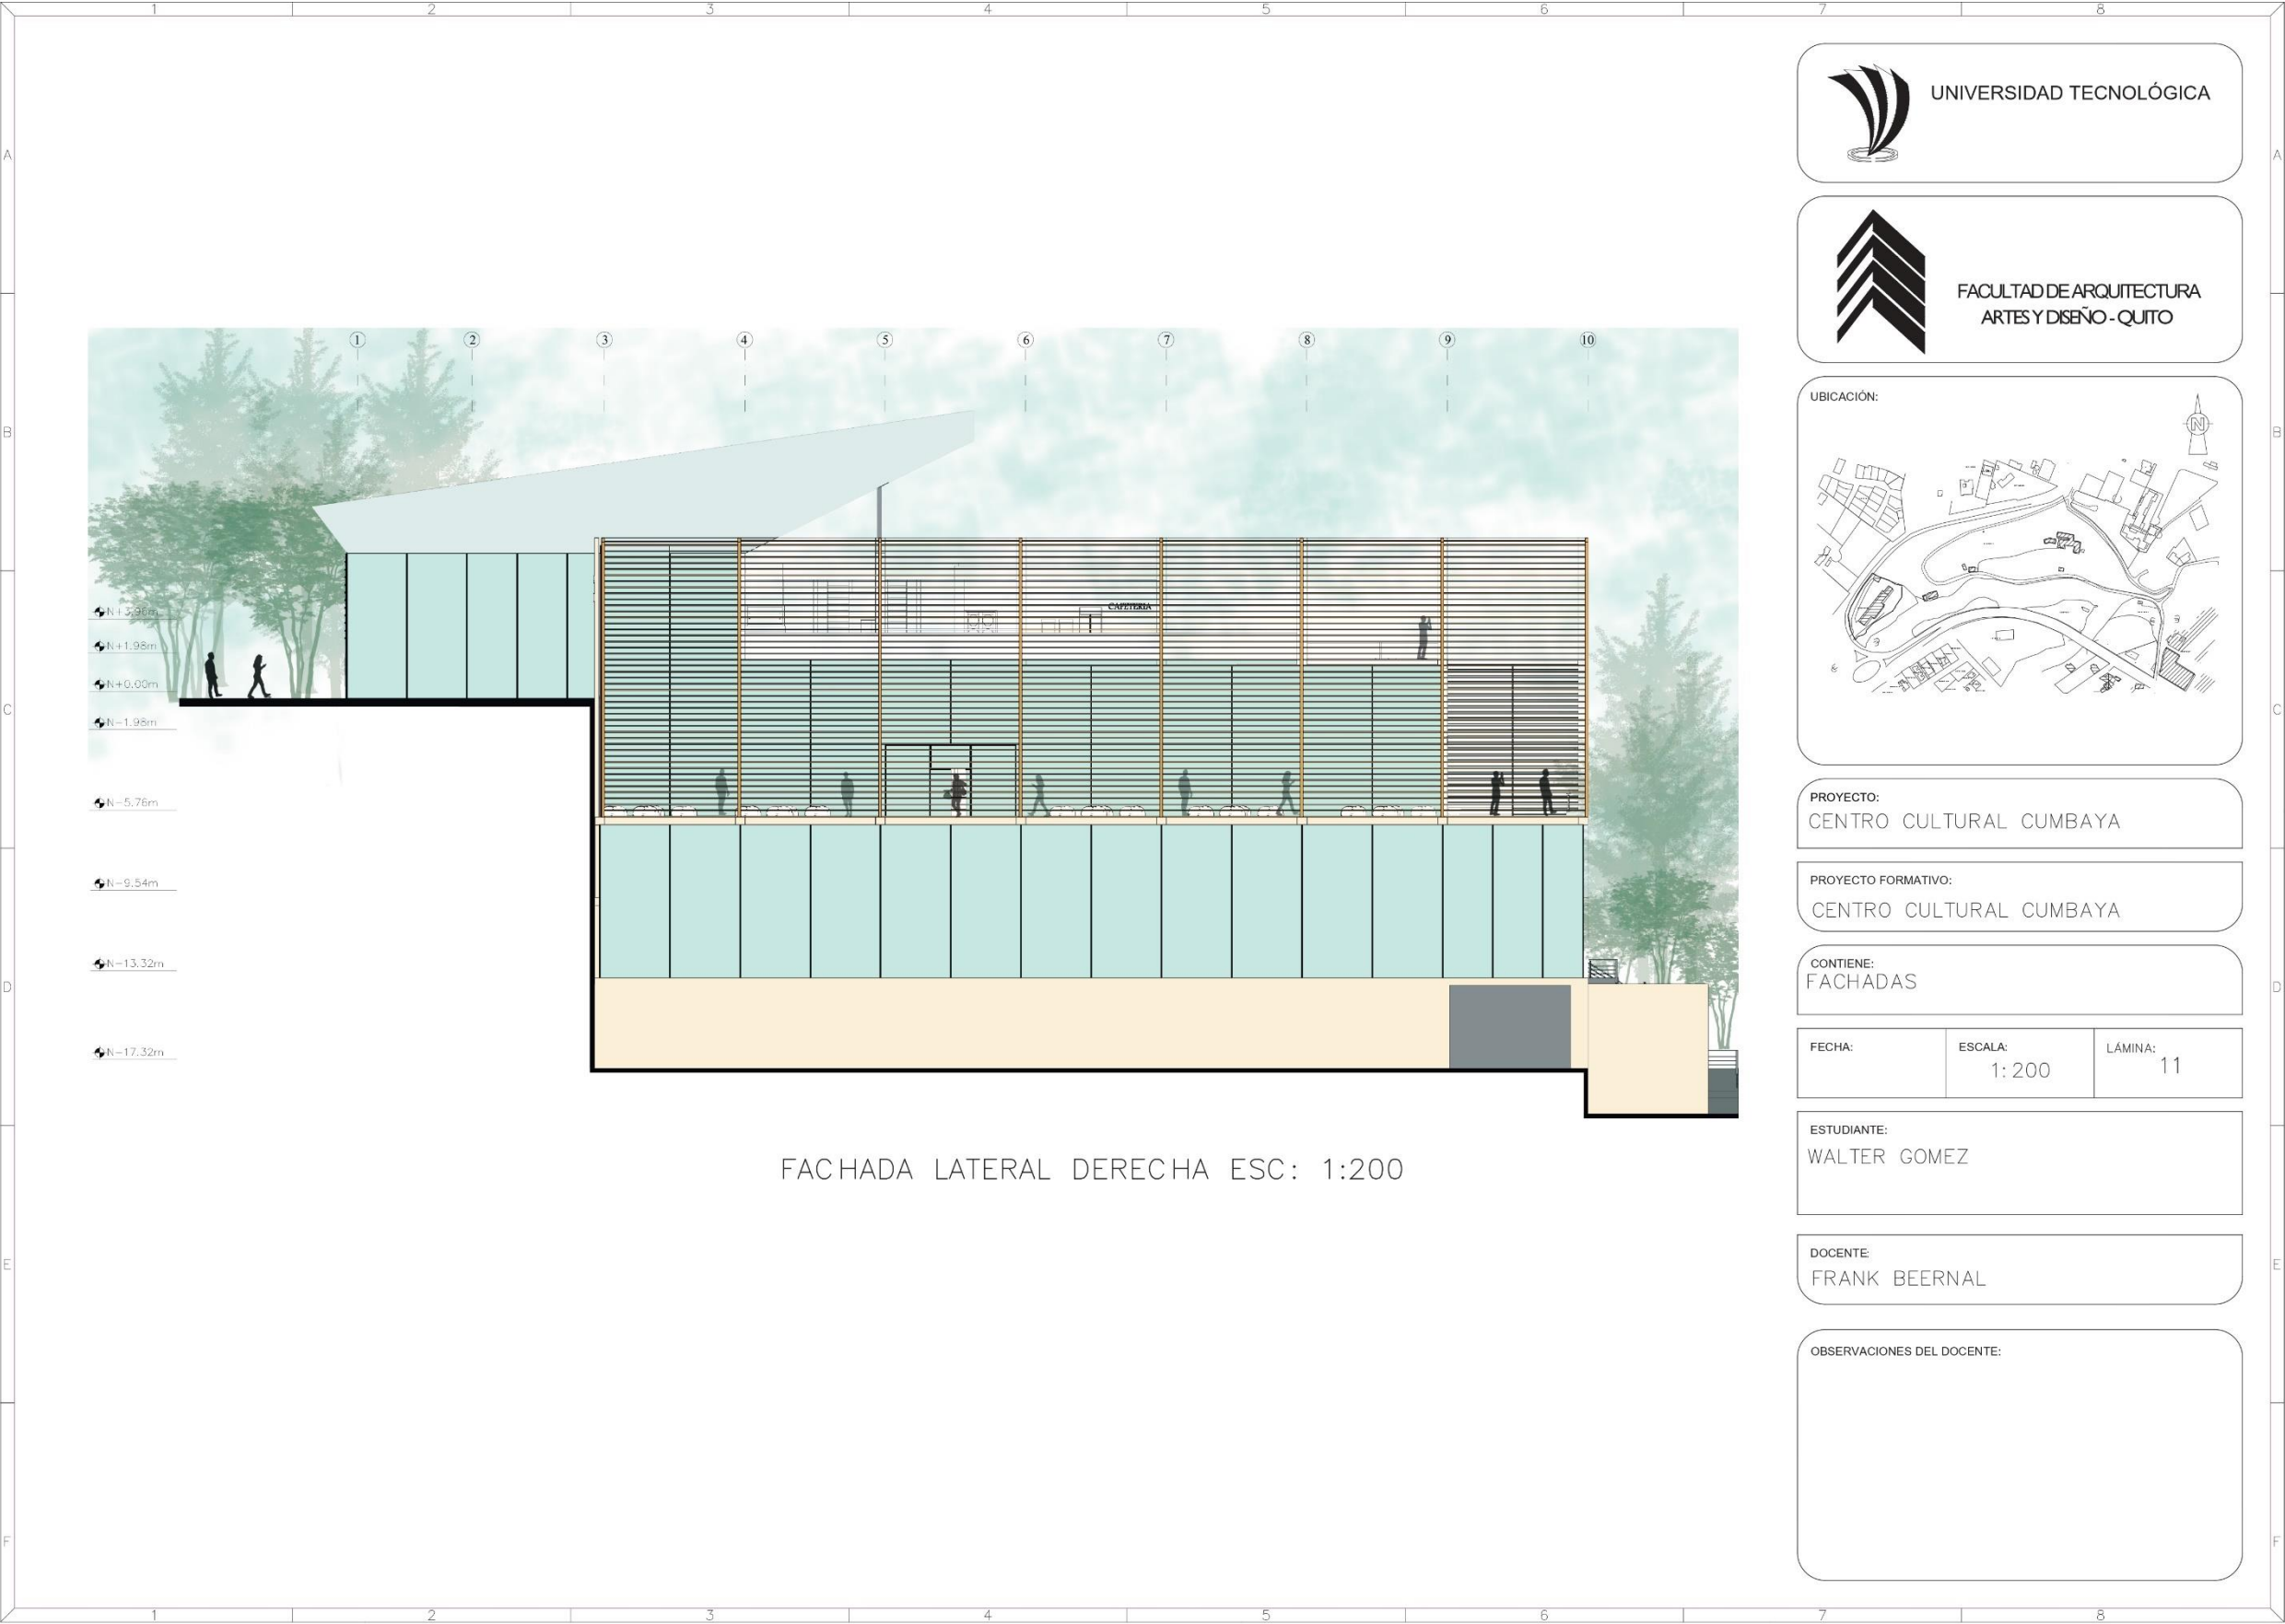 1 2 3 4 5 6 7 8
A A
B B
C C
D D
E E
F F
1 2 3 4 5 6 7 8 9 10
N+3.96m
N+1.98m
N+0.00m
N-1.98m
N-5.76m
N-9.54m
N-13.32m
N-17.32m
CAFETERIA
FACHADA LATERAL DERECHA ESC: 1:200
UNIVERSIDAD TECNOLÓGICA
FACULTAD DE ARQUITECTURA
ARTES Y DISEÑO - QUITO
UBICACIÓN:
N
PROYECTO:
CENTRO CULTURAL CUMBAYA
PROYECTO FORMATIVO:
CENTRO CULTURAL CUMBAYA
CONTIENE:
FACHADAS
FECHA:
ESCALA:
1:200
LÁMINA:
11
ESTUDIANTE:
WALTER GOMEZ
DOCENTE:
FRANK BEERNAL
OBSERVACIONES DEL DOCENTE:
1 2 3 4 5 6 7 8